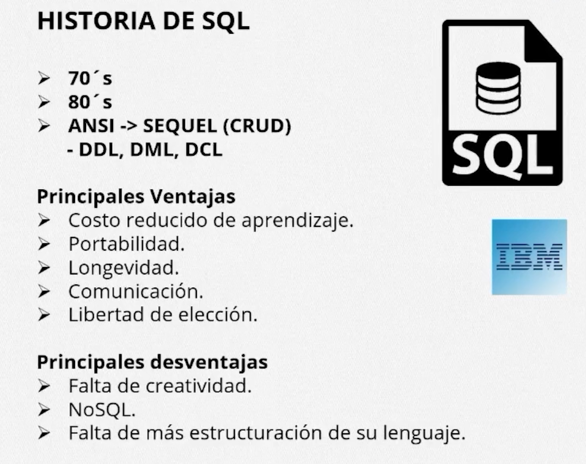 HISTORIA DE SQL
➢ 70´s
➢ 80´s
➢ ANSI -> SEQUEL (CRUD)
- DDL, DML, DCL
SQL
Principales Ventajas
➢ Costo reducido de aprendizaje.
➢ Portabilidad.
➢ Longevidad.
➢ Comunicación.
➢ Libertad de elección.
IBM
Principales desventajas
➢ Falta de creatividad.
➢ NoSQL.
➢ Falta de más estructuración de su lenguaje.